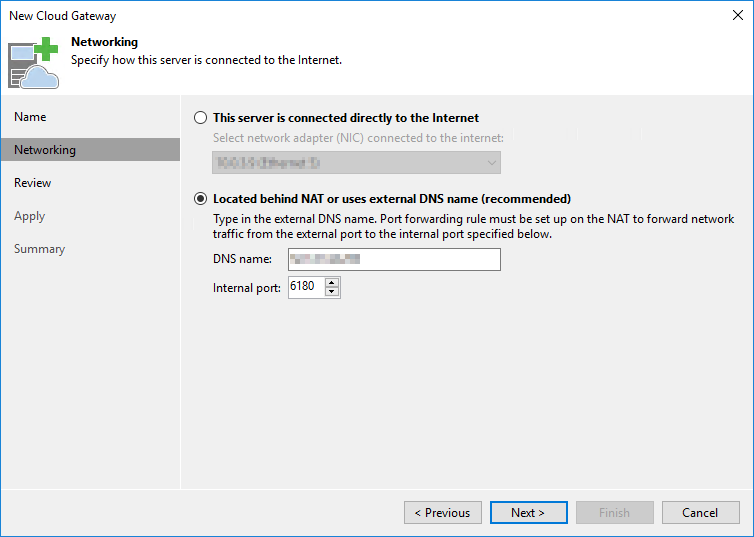 New Cloud Gateway
Networking
Specify how this server is connected to the Internet.
Name
Networking
Review
Apply
Summary
This server is connected directly to the Internet
Select network adapter (NIC) connected to the internet:
Located behind NAT or uses external DNS name (recommended)
Type in the external DNS name. Port forwarding rule must be set up on the NAT to forward network
traffic from the external port to the internal port specified below.
DNS name:
Internal port: 6180
< Previous
Next >
Finish
Cancel